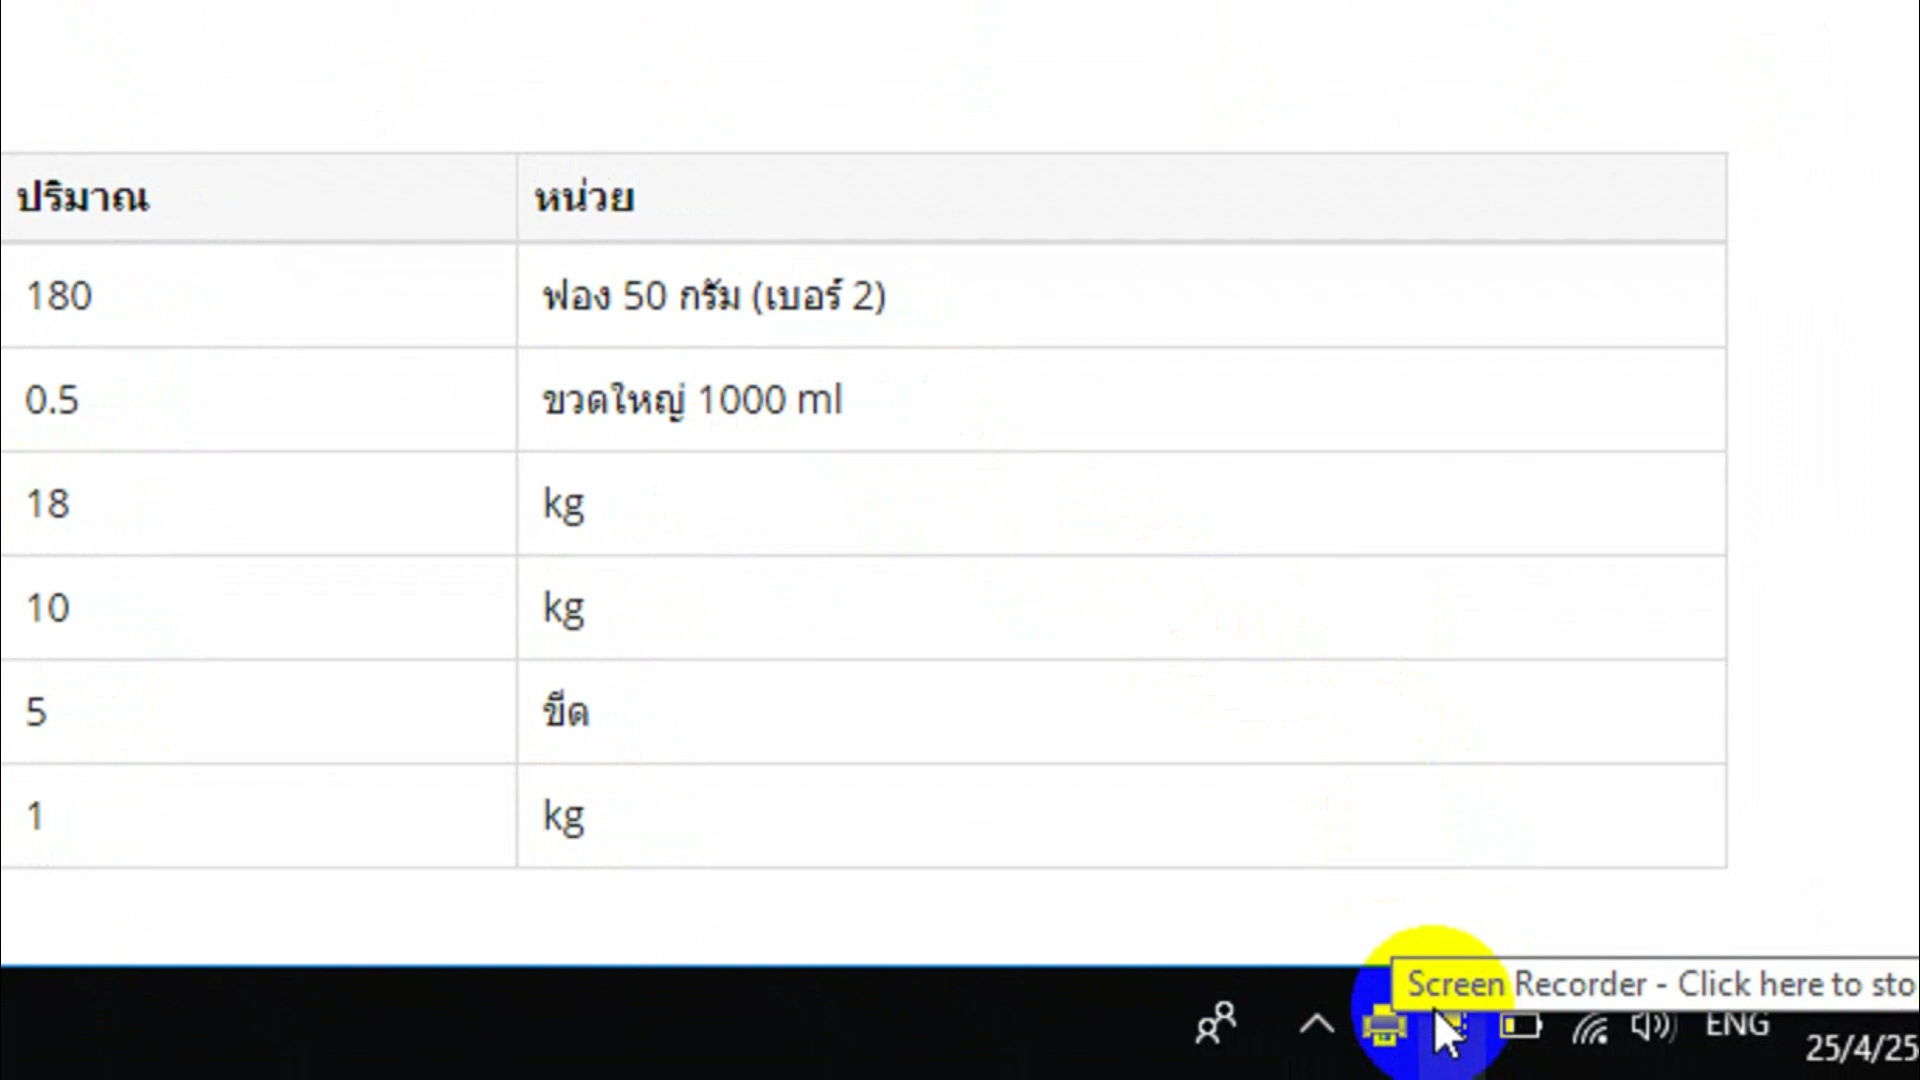 ปริมาณ หน่วย
180 ฟอง 50 กรัม (เบอร์ 2)
0.5 ขวดใหญ่ 1000 ml
18 kg
10 kg
5 ขีด
1 kg
Screen Recorder - Click here to sto
ENG
25/4/25